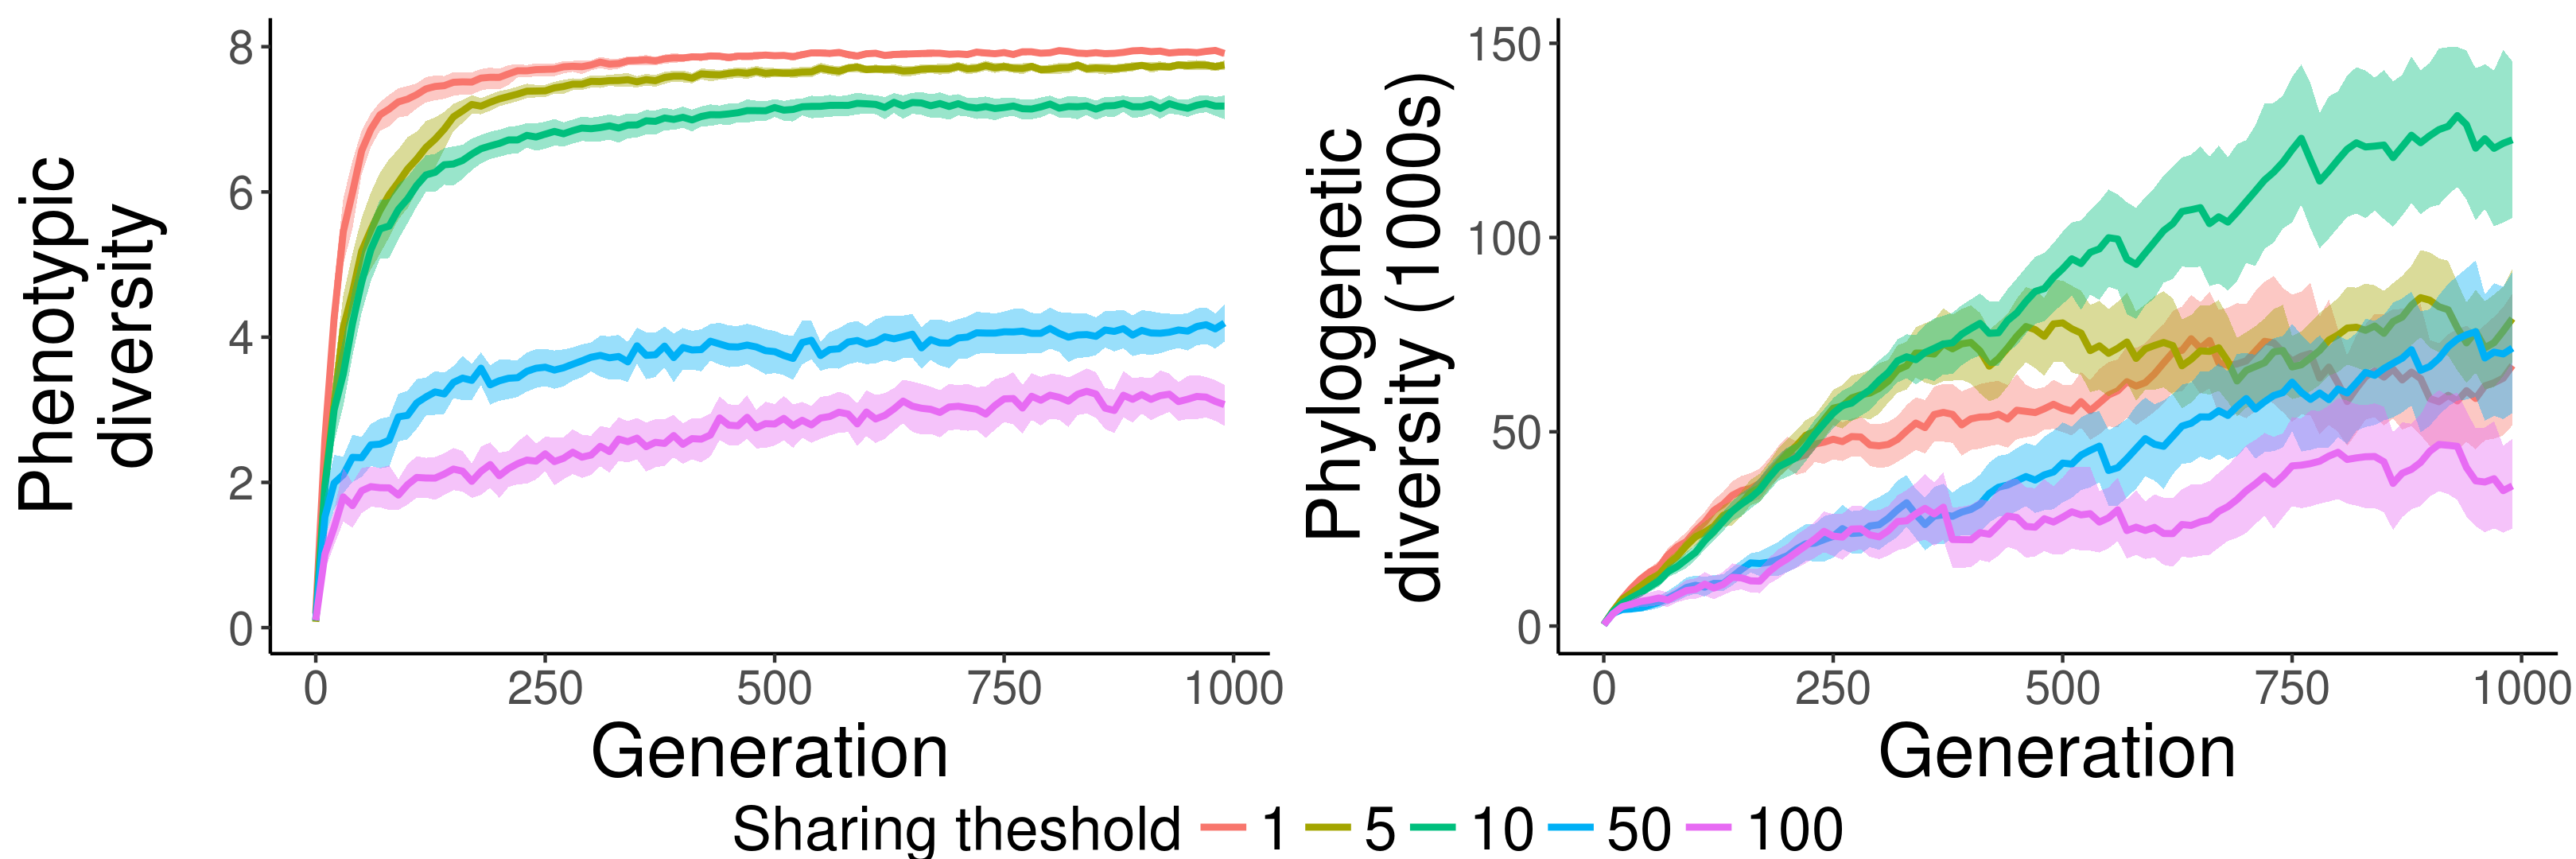 Phenotypic
diversity
8
6
4
2
0
0 250 500 750 1000
Generation
Phylogenetic
diversity (1000s)
150
100
50
0
0 250 500 750 1000
Generation
Sharing theshold 1 5 10 50 100